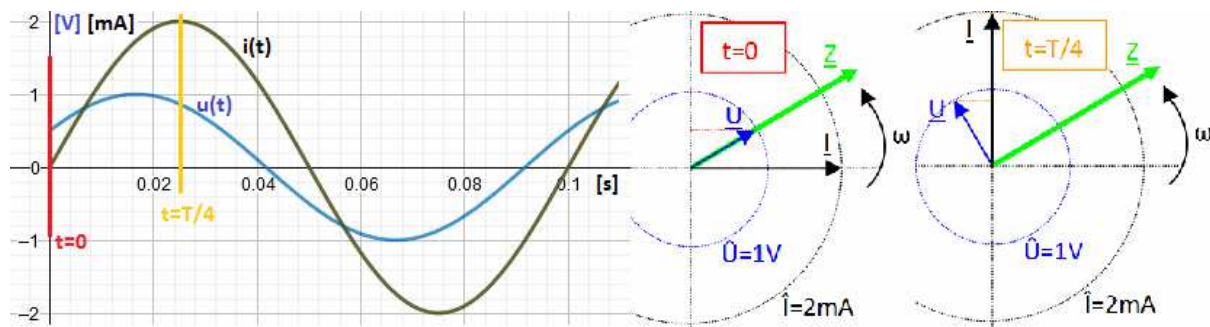 2 [V] [mA]
i(t)
1
u(t)
0 0.02 0.04 0.06 0.08 0.1 [s]
t=T/4
−1 t=0
−2
t=0
Z
U
I
ω
Û=1V
Î=2mA
I
t=T/4
Z
U
ω
Û=1V
Î=2mA